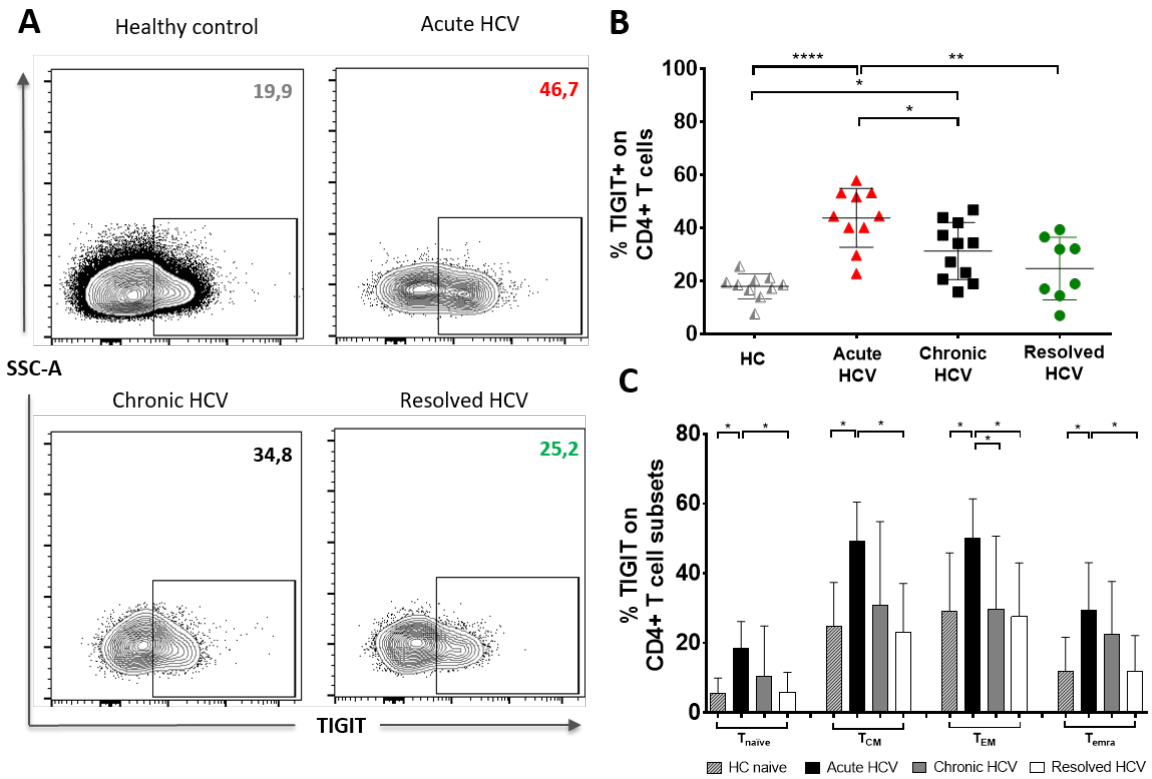 A
Healthy control
Acute HCV
19,9
46,7
SSC-A
Chronic HCV
Resolved HCV
34,8
25,2
TIGIT
B
% TIGIT+ on
CD4+ T cells
100
80
60
40
20
0
****
**
*
*
HC
Acute
HCV
Chronic
HCV
Resolved
HCV
C
% TIGIT on
CD4+ T cell subsets
80
60
40
20
0
* * * * * * * * *
Tnaïve
TCM
TEM
Temra
HC naive Acute HCV Chronic HCV Resolved HCV